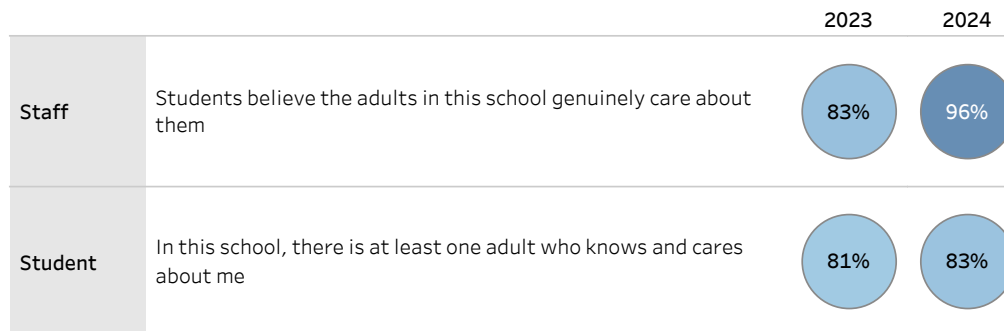 2023 2024
Staff
Students believe the adults in this school genuinely care about
them
83% 96%
Student
In this school, there is at least one adult who knows and cares
about me
81% 83%